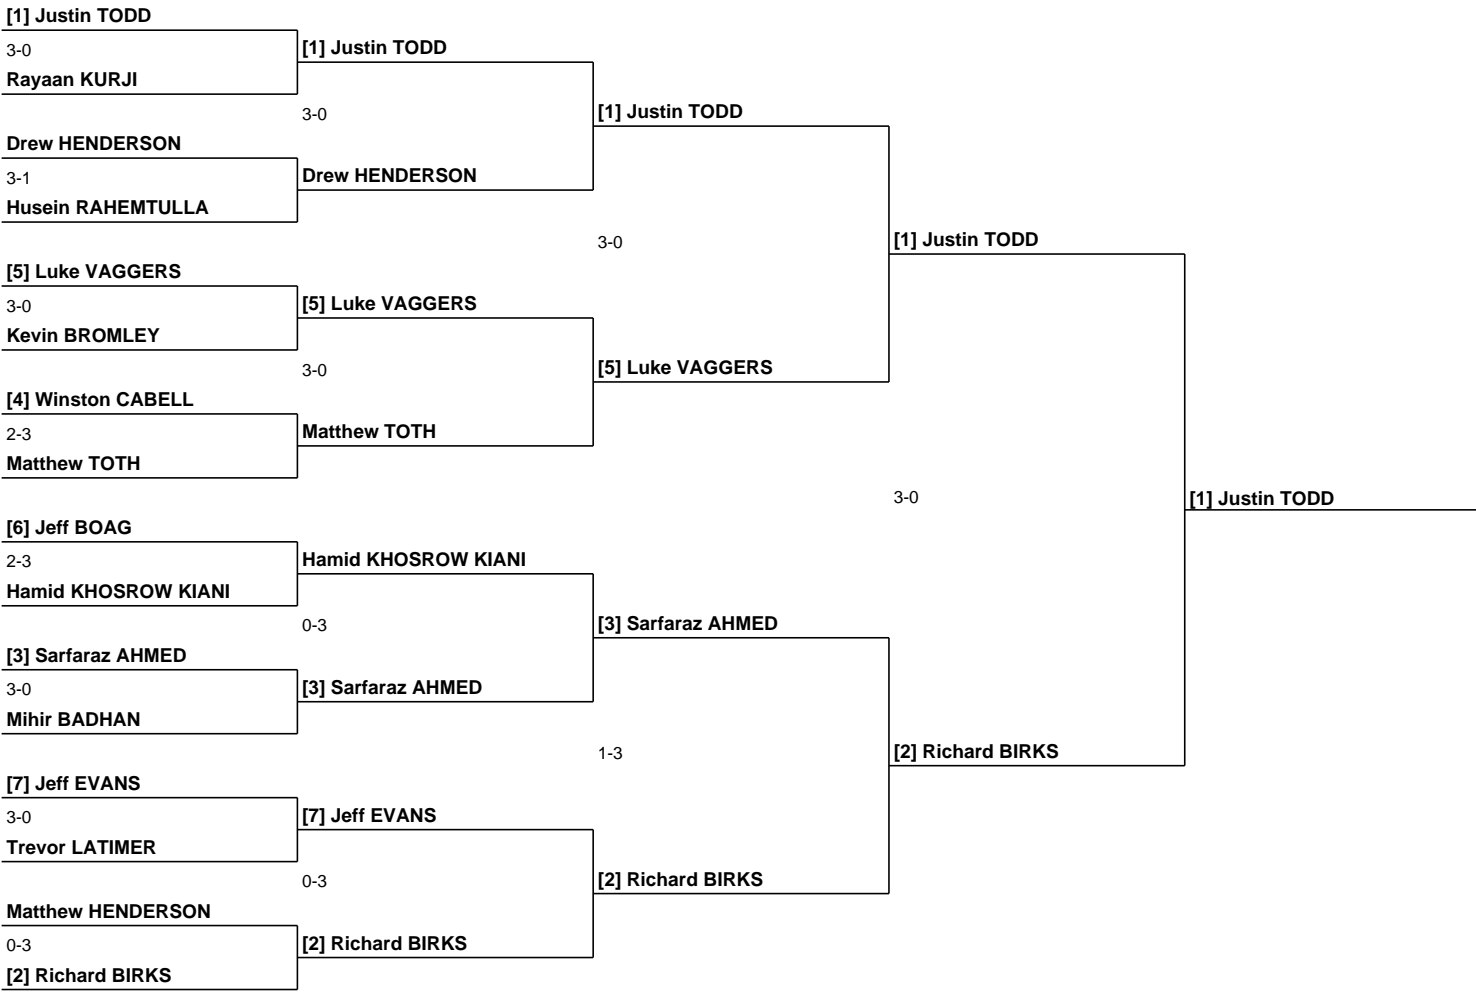 [1] Justin TODD
3-0
Rayaan KURJI
Drew HENDERSON
3-1
Husein RAHEMTULLA
[5] Luke VAGGERS
3-0
Kevin BROMLEY
[4] Winston CABELL
2-3
Matthew TOTH
[6] Jeff BOAG
2-3
Hamid KHOSROW KIANI
[3] Sarfaraz AHMED
3-0
Mihir BADHAN
[7] Jeff EVANS
3-0
Trevor LATIMER
Matthew HENDERSON
0-3
[2] Richard BIRKS
[1] Justin TODD
3-0
Drew HENDERSON
[5] Luke VAGGERS
3-0
Matthew TOTH
Hamid KHOSROW KIANI
0-3
[3] Sarfaraz AHMED
[7] Jeff EVANS
0-3
[2] Richard BIRKS
[1] Justin TODD
3-0
[5] Luke VAGGERS
[3] Sarfaraz AHMED
1-3
[2] Richard BIRKS
[1] Justin TODD
3-0
[2] Richard BIRKS
[1] Justin TODD